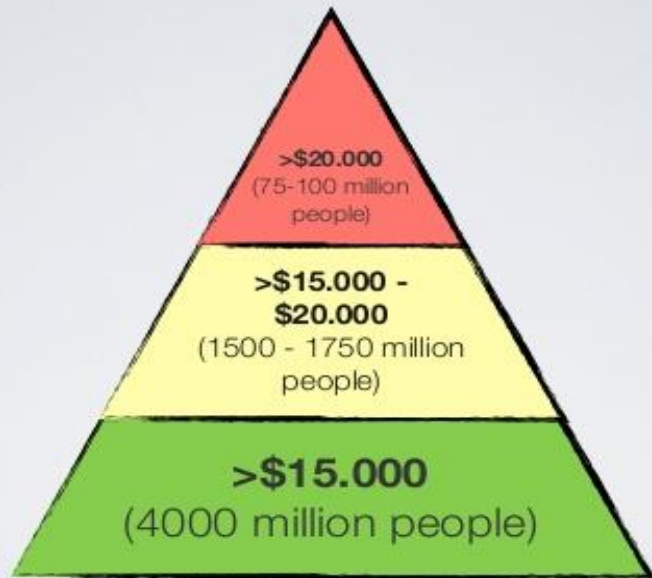 >$20.000
(75-100 million
people)
>$15.000 -
$20.000
(1500 - 1750 million
people)
>$15.000
(4000 million people)